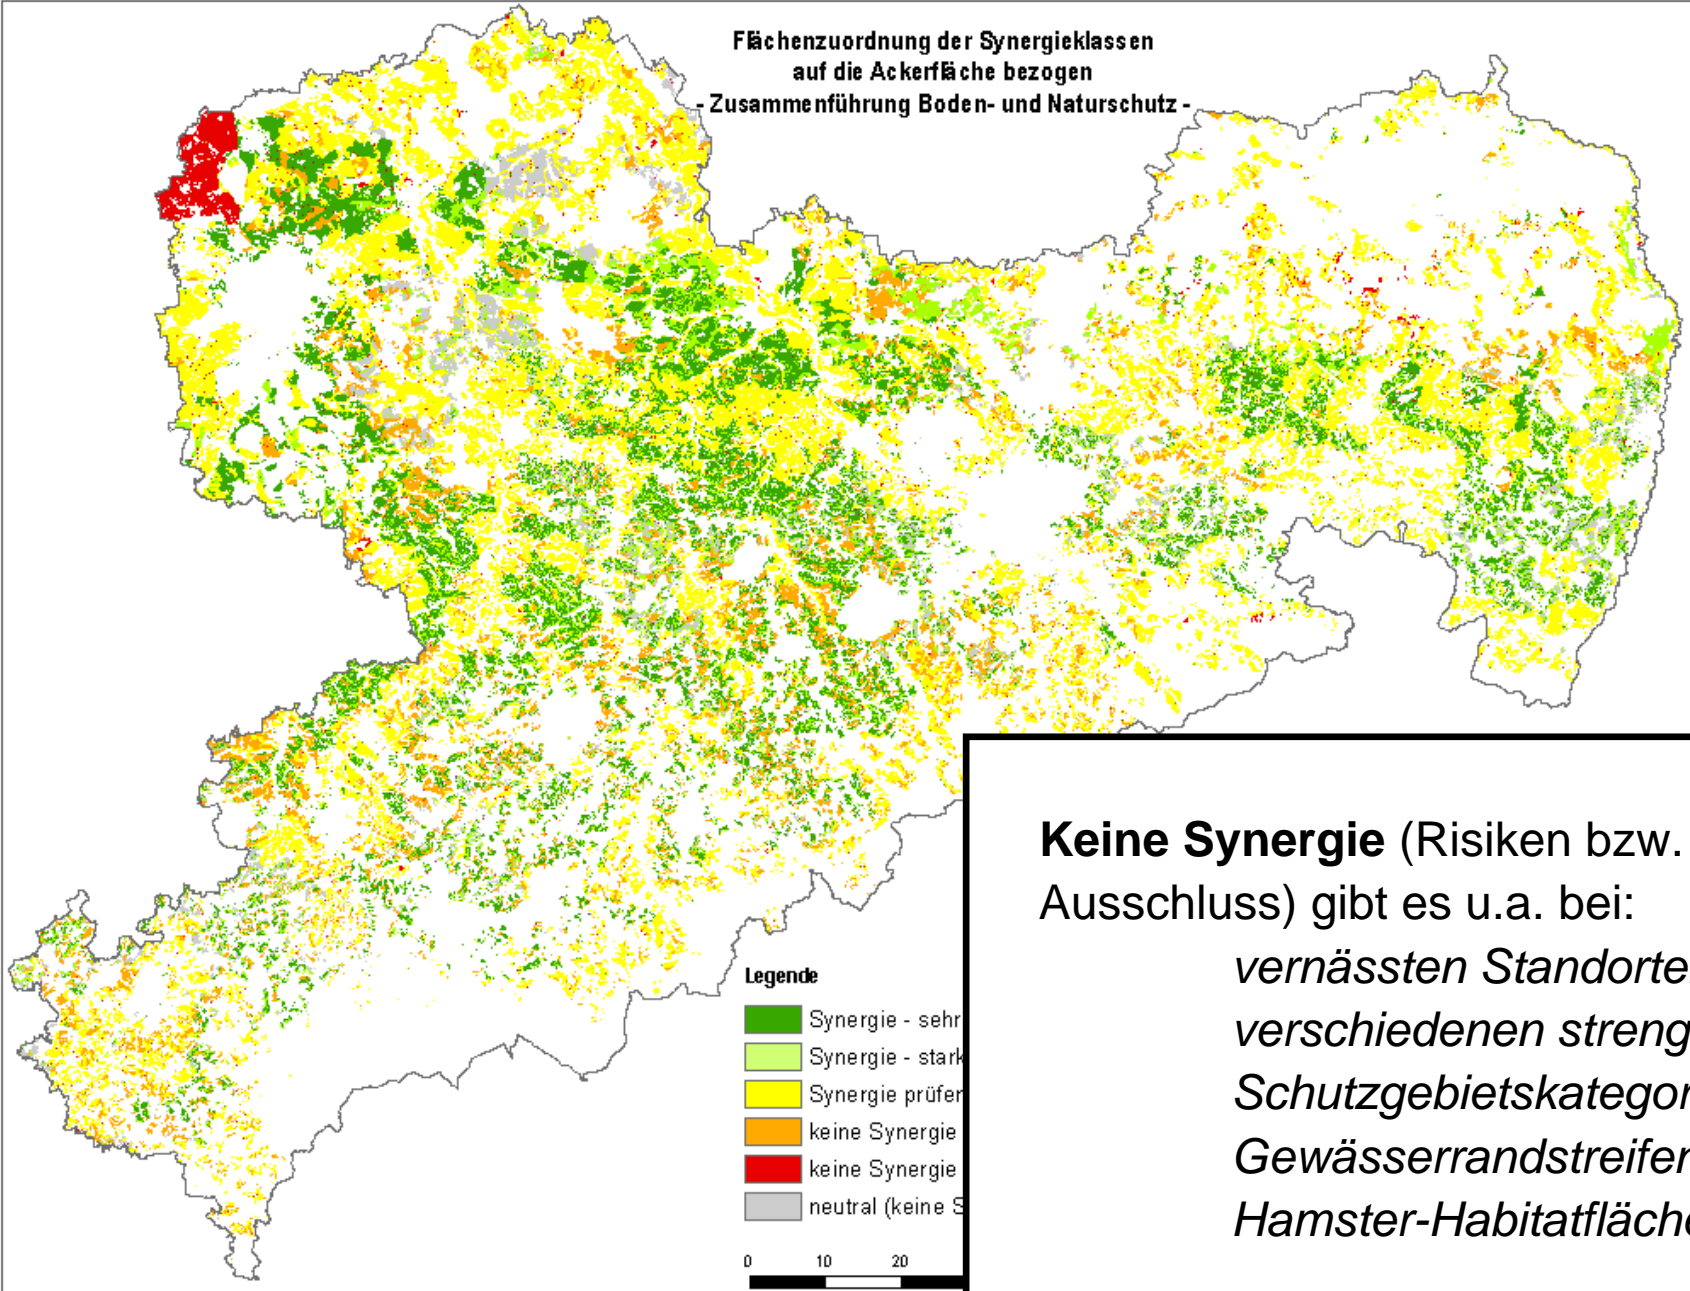 Flächenzuordnung der Synergieklassen
auf die Ackerfläche bezogen
- Zusammenführung Boden- und Naturschutz -
Keine Synergie (Risiken bzw.
Ausschluss) gibt es u.a. bei:
vernässten Standorte
verschiedenen streng
Schutzgebietskategor
Gewässerrandstreifen
Hamster-Habitatfläche
Legende
Synergie - sehr
Synergie - stark
Synergie prüfen
keine Synergie
keine Synergie
neutral (keine S
0 10 20